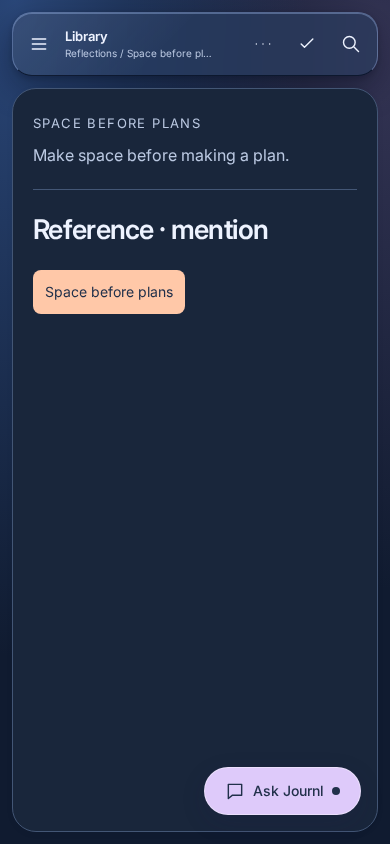 Library
Reflections / Space before pl...
SPACE BEFORE PLANS
Make space before making a plan.
Reference · mention
Space before plans
Ask Journl